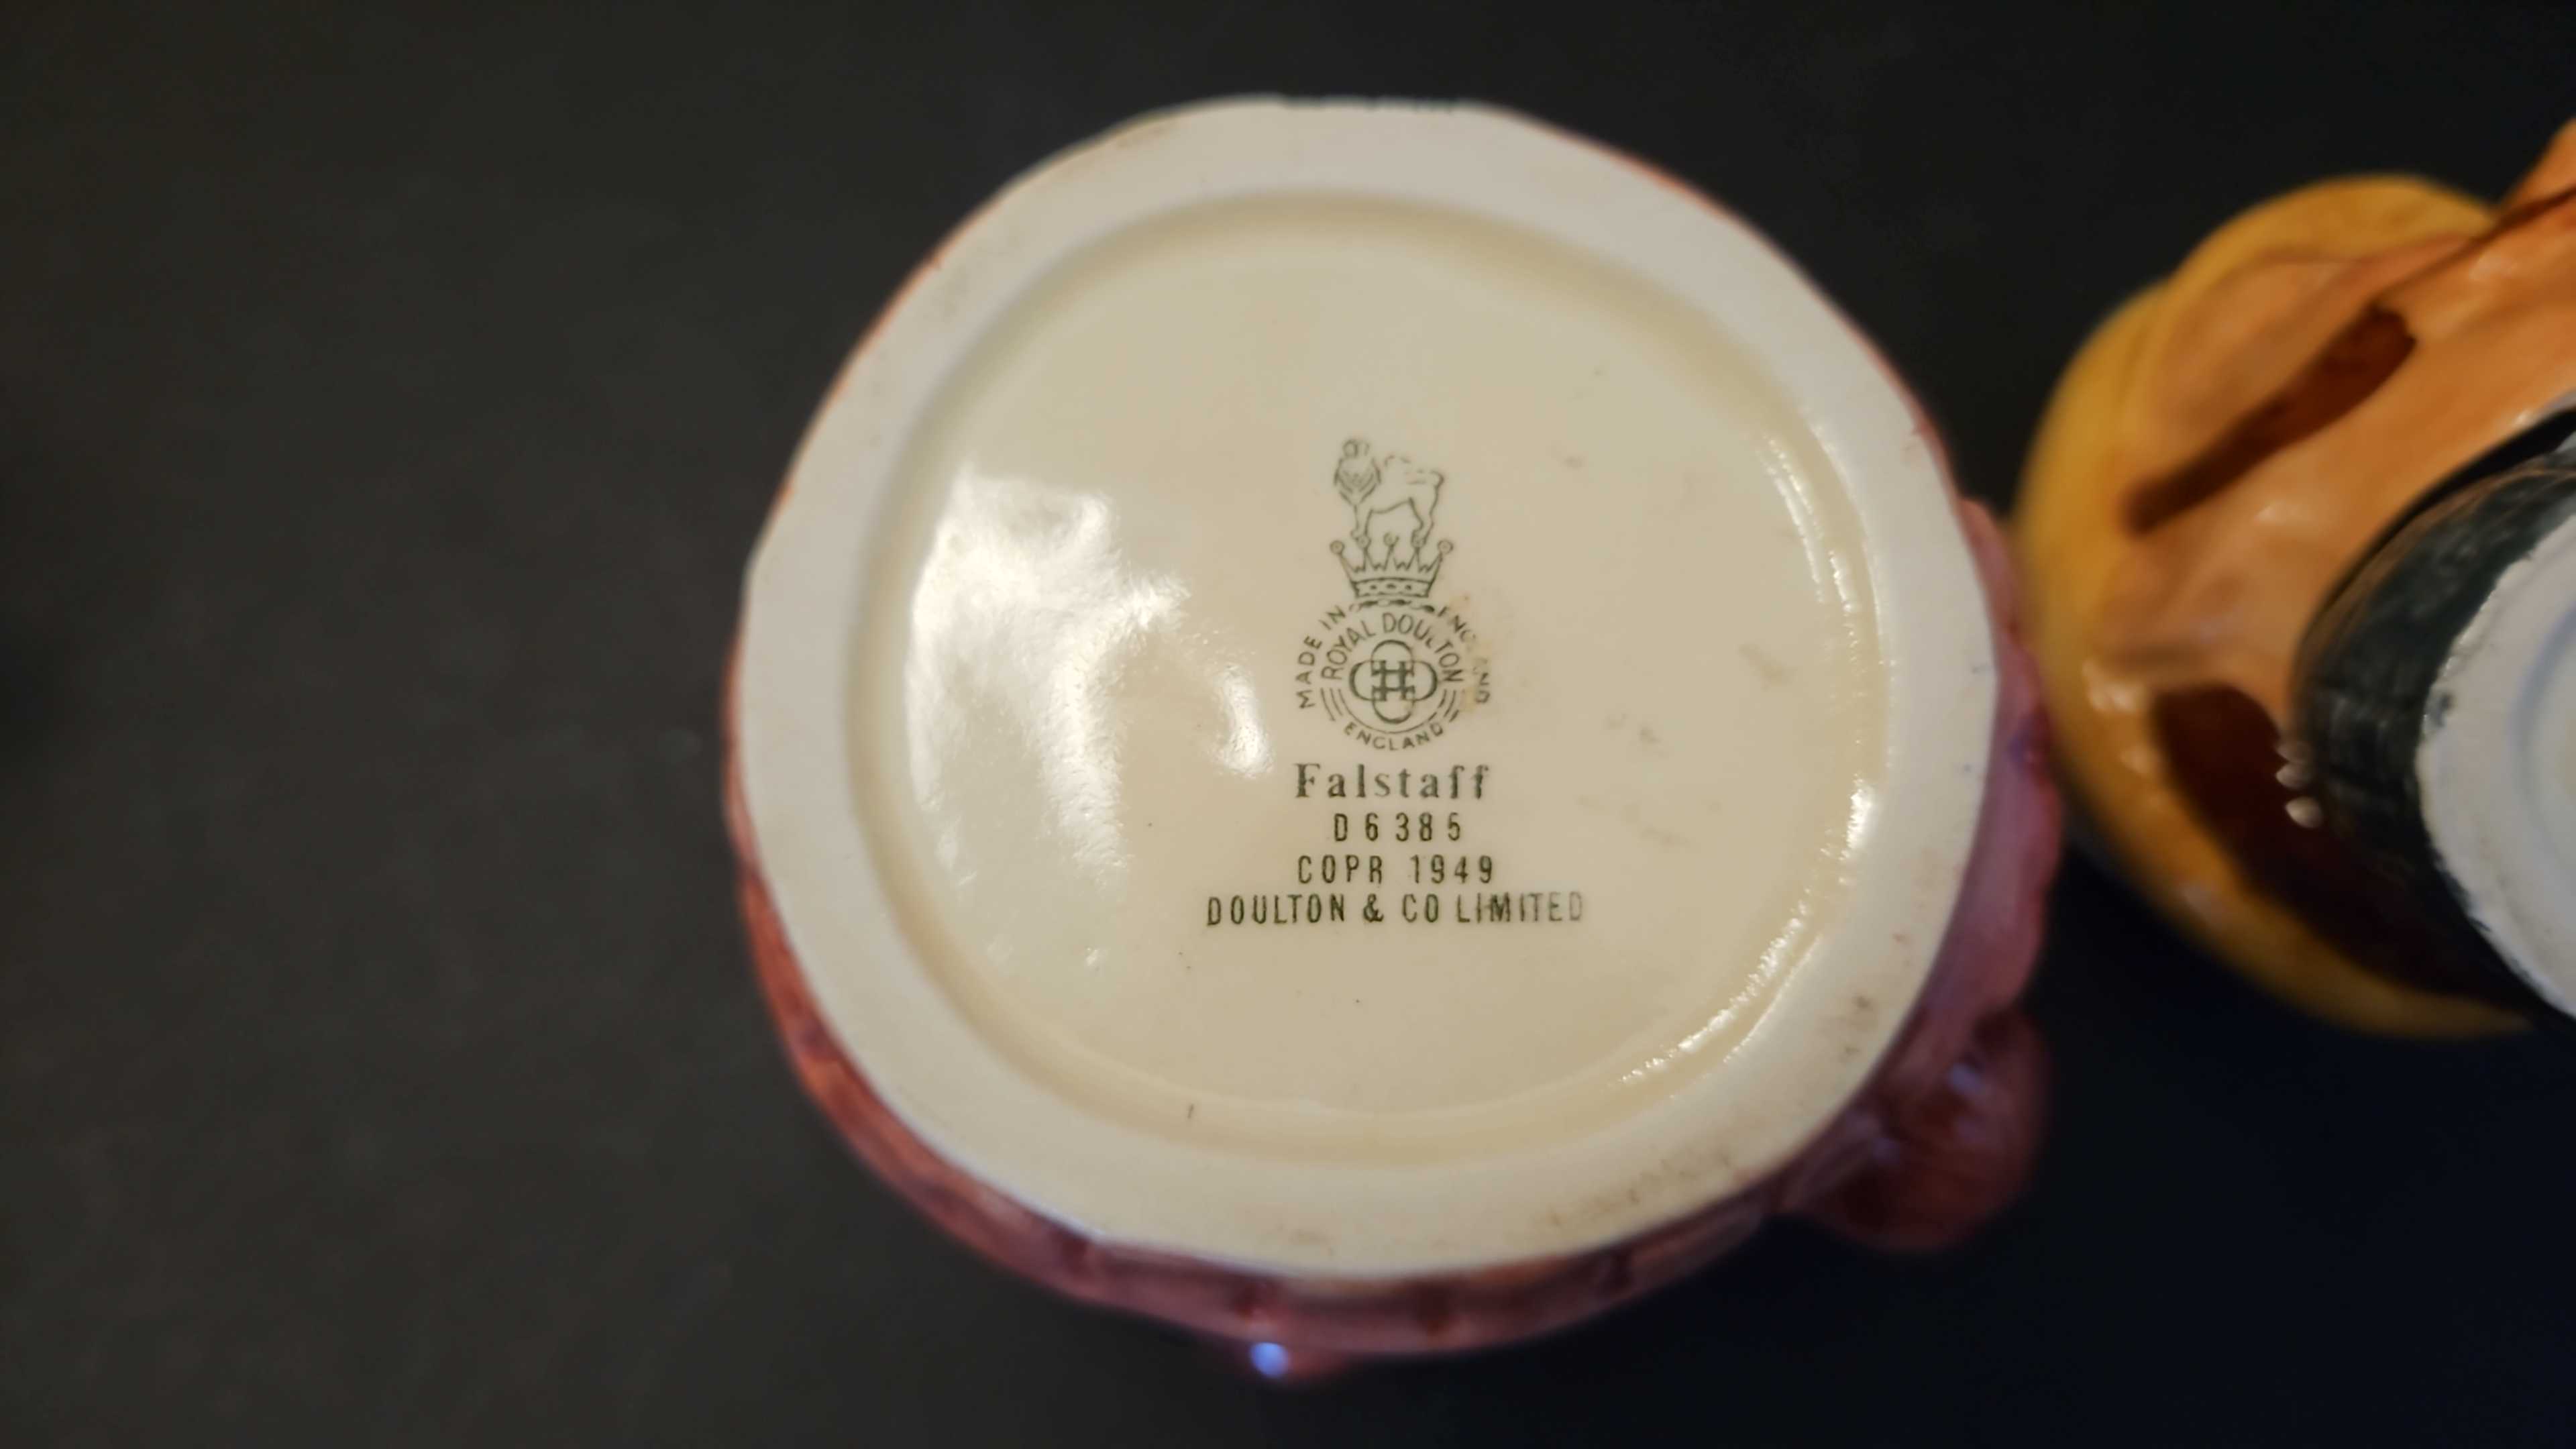 MADE IN ENGLAND
ROYAL DOULTON
ENGLAND
Falstaff
D 6385
COPR 1949
DOULTON & CO LIMITED